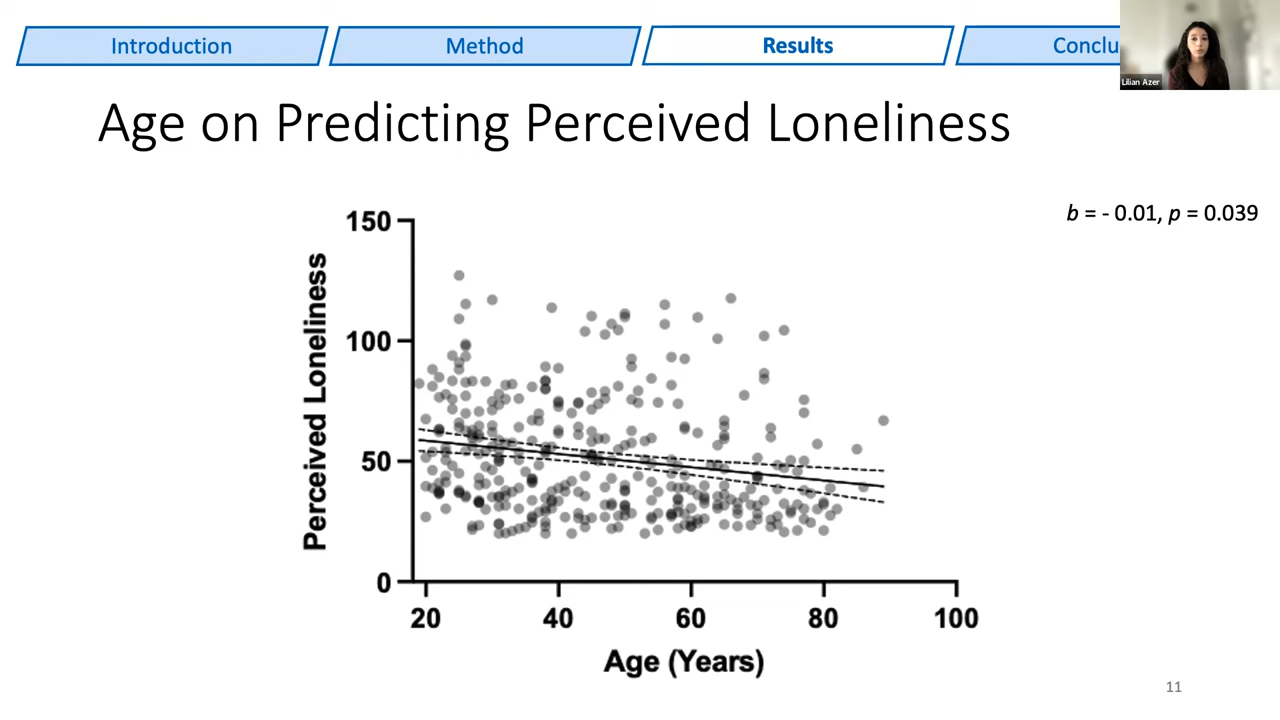 Introduction
Method
Results
Conclu
Lilian Azer
Age on Predicting Perceived Loneliness
b = - 0.01, p = 0.039
150
100
50
0
Perceived Loneliness
20 40 60 80 100
Age (Years)
11